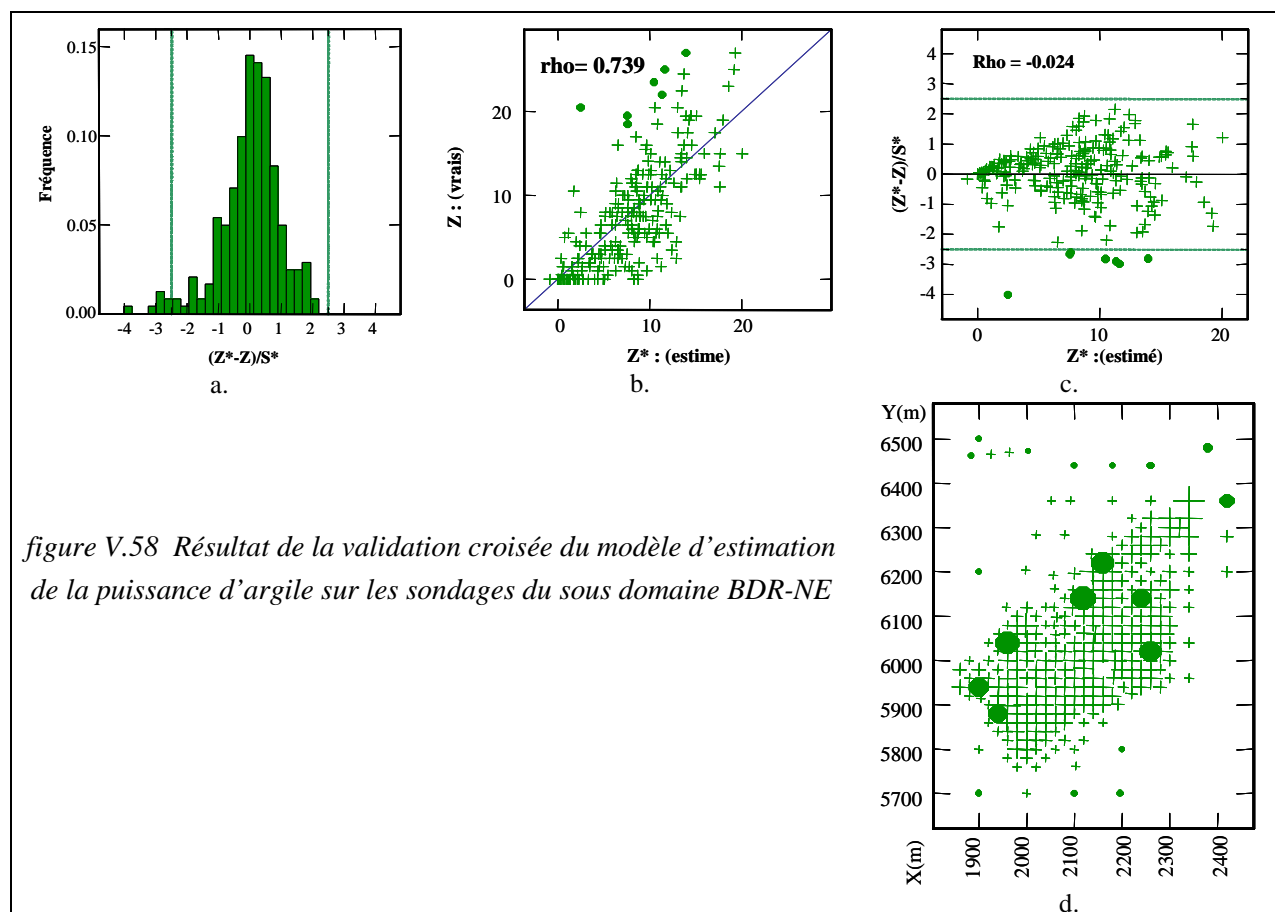 0.15
0.10
0.05
0.00
Fréquence
-4 -3 -2 -1 0 1 2 3 4
(Z*-Z)/S*
a.
rho= 0.739
20
10
0
Z : (vrais)
0 10 20
Z* : (estime)
b.
Rho = -0.024
4
3
2
1
0
-1
-2
-3
-4
(Z*-Z)/S*
0 10 20
Z* :(estimé)
c.
figure V.58 Résultat de la validation croisée du modèle d'estimation
de la puissance d'argile sur les sondages du sous domaine BDR-NE
Y(m)
6500
6400
6300
6200
6100
6000
5900
5800
5700
X(m)
1900 2000 2100 2200 2300 2400
d.